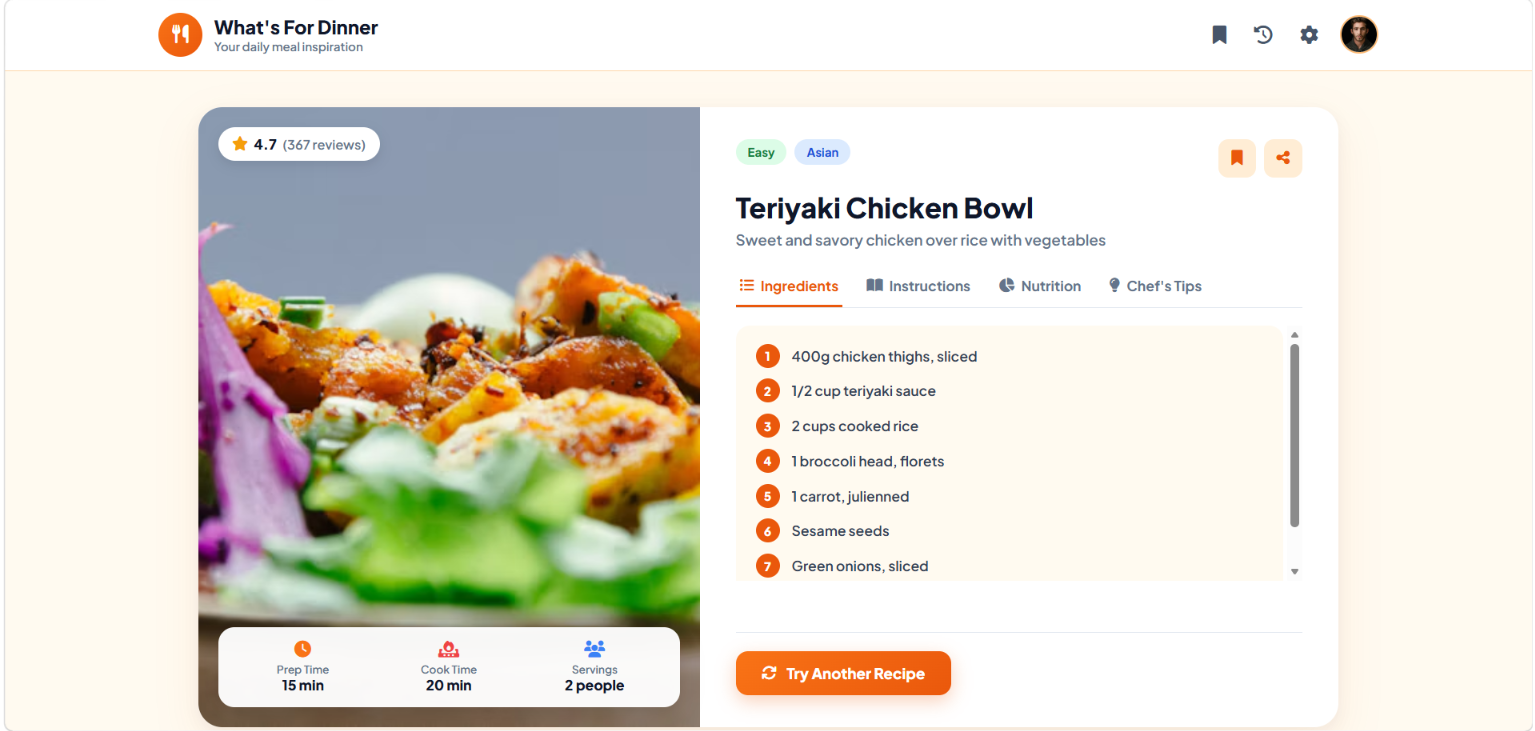 What's For Dinner
Your daily meal inspiration
4.7 (367 reviews)
Prep Time
15 min
Cook Time
20 min
Servings
2 people
Easy
Asian
Teriyaki Chicken Bowl
Sweet and savory chicken over rice with vegetables
Ingredients
Instructions
Nutrition
Chef's Tips
1 400g chicken thighs, sliced
2 1/2 cup teriyaki sauce
3 2 cups cooked rice
4 1 broccoli head, florets
5 1 carrot, julienned
6 Sesame seeds
7 Green onions, sliced
Try Another Recipe